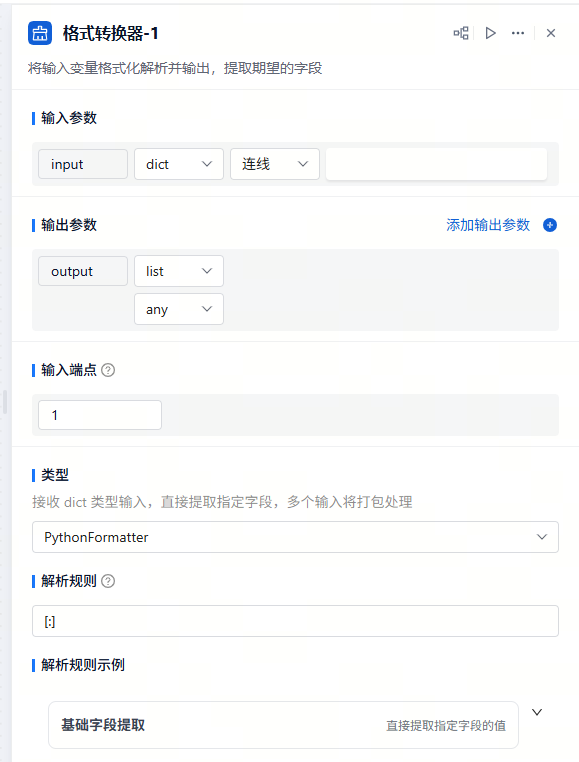 格式转换器-1
将输入变量格式化解析并输出，提取期望的字段
输入参数
input dict 连线
输出参数 添加输出参数
output list
any
输入端点
1
类型
接收 dict 类型输入，直接提取指定字段，多个输入将打包处理
PythonFormatter
解析规则
[:]
解析规则示例
基础字段提取 直接提取指定字段的值